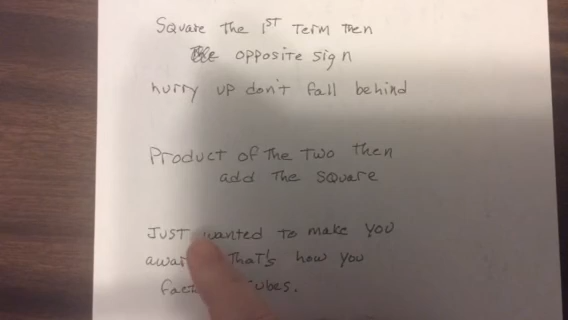 Square the 1ST Term then
opposite sign
hurry up don't fall behind
Product of the Two then
add the square
Just wanted to make you
that's how you